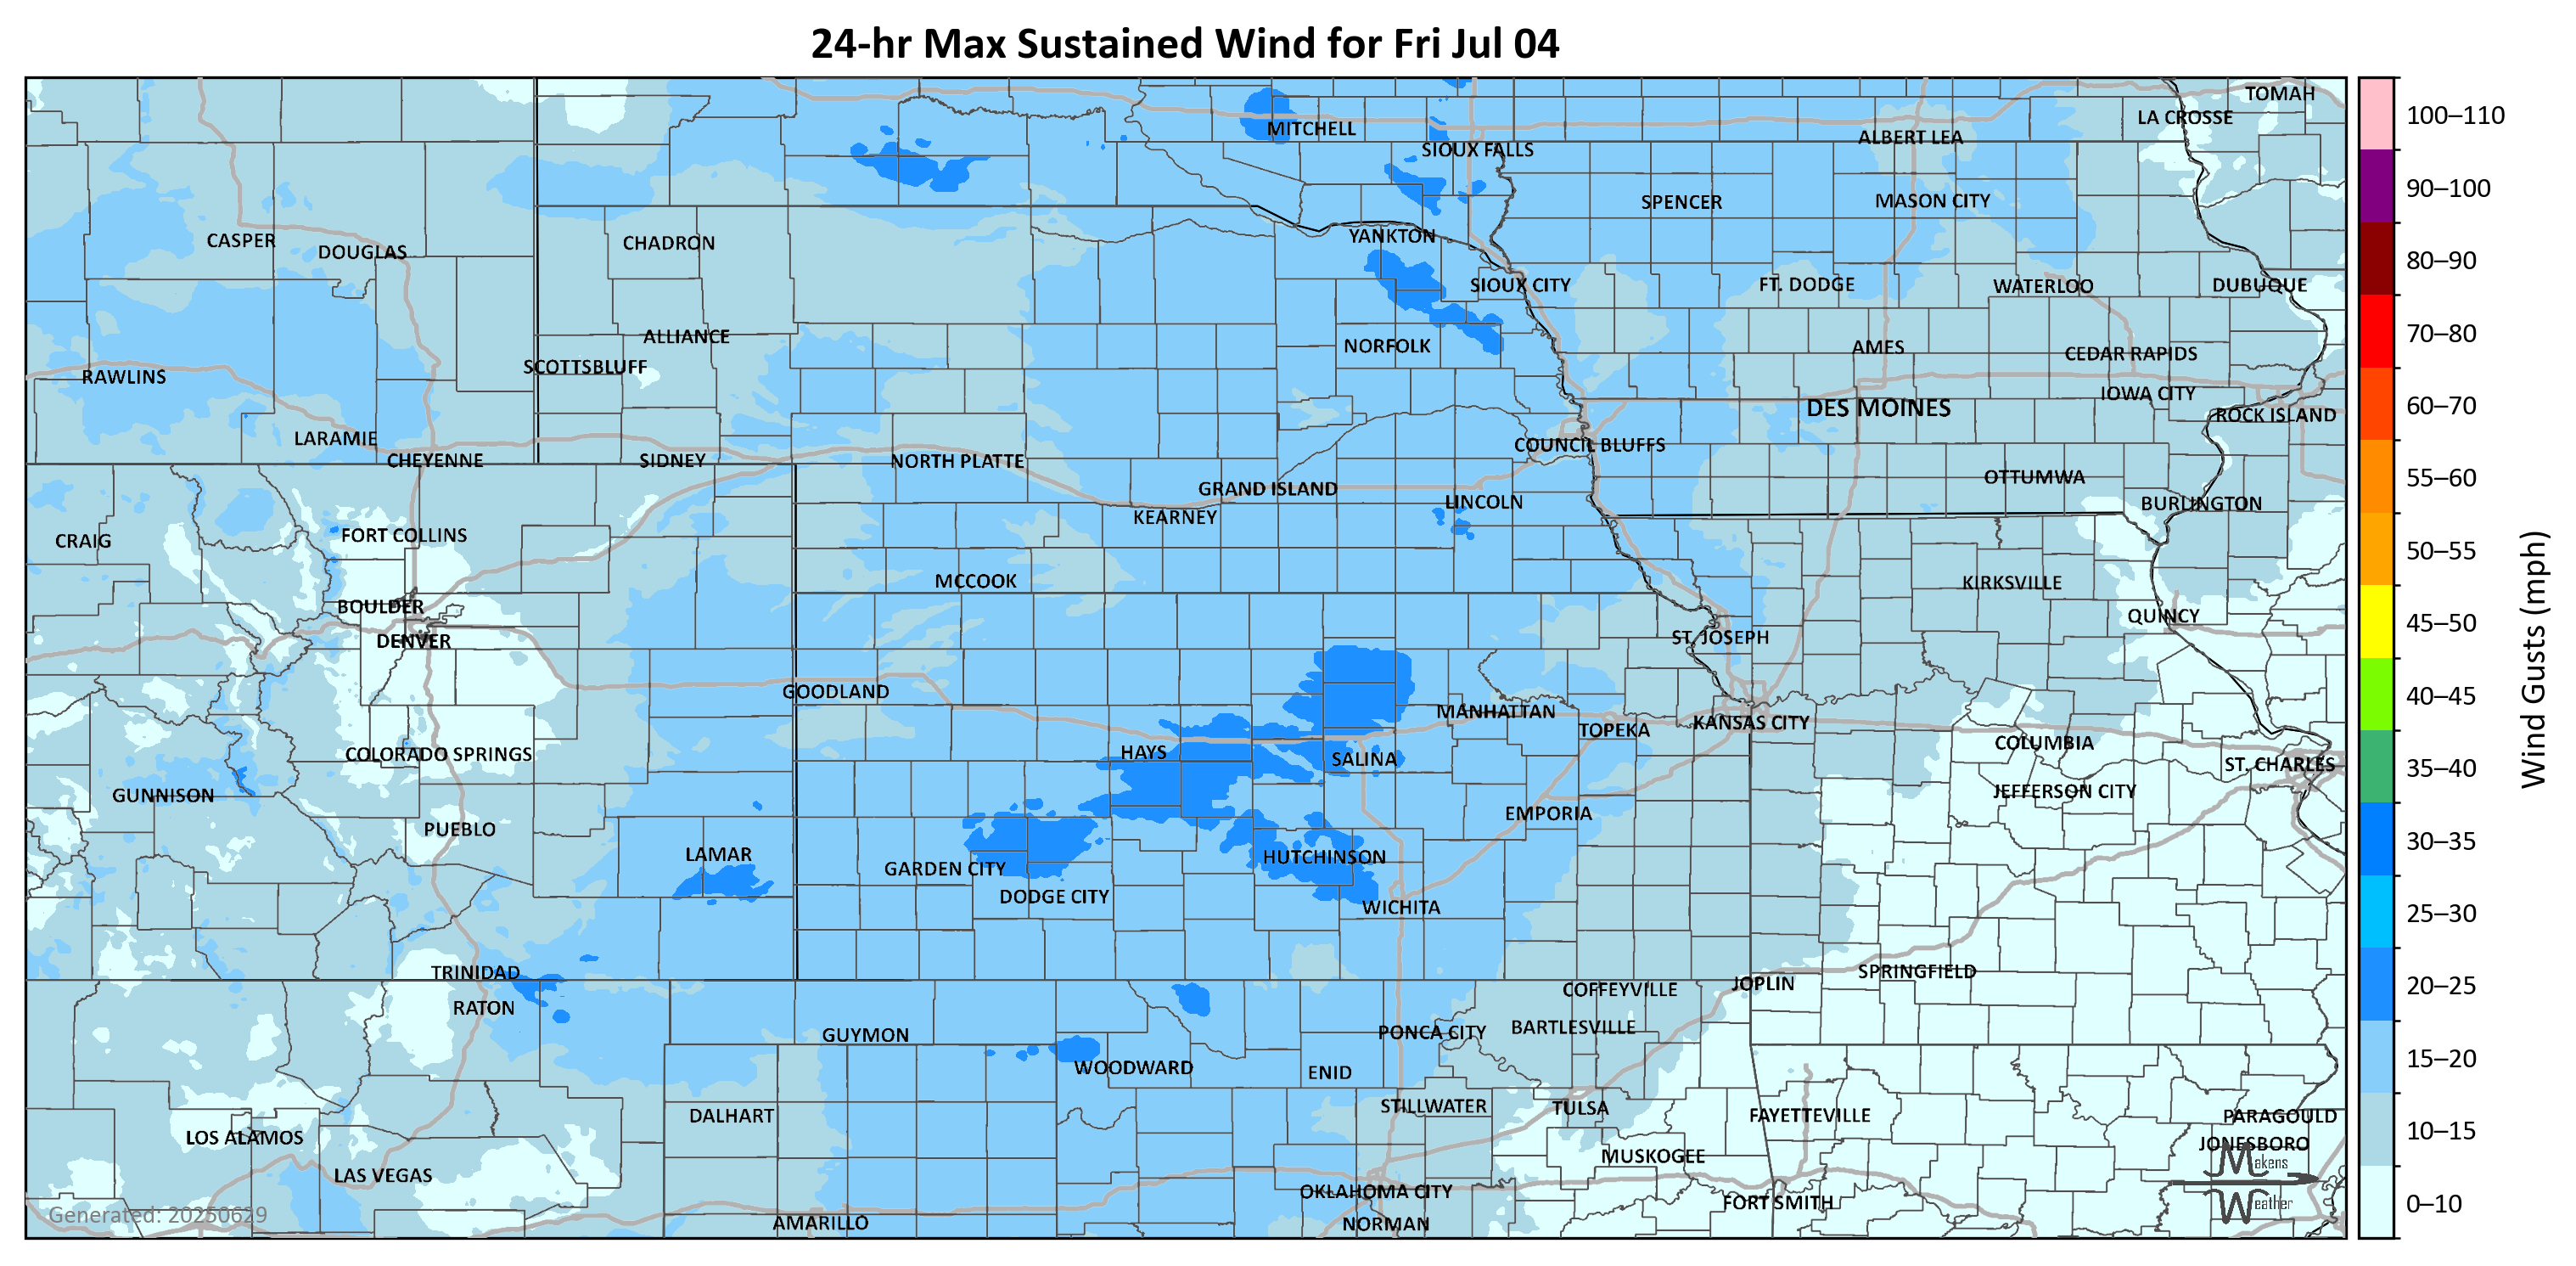 24-hr Max Sustained Wind for Fri Jul 04
TOMAH
LA CROSSE
MITCHELL
ALBERT LEA
SIOUX FALLS
SPENCER
MASON CITY
CASPER
DOUGLAS
CHADRON
YANKTON
SIOUX CITY
FT. DODGE
WATERLOO
DUBUQUE
ALLIANCE
NORFOLK
AMES
CEDAR RAPIDS
SCOTTSBLUFF
RAWLINS
IOWA CITY
DES MOINES
ROCK ISLAND
LARAMIE
COUNCIL BLUFFS
CHEYENNE
SIDNEY
NORTH PLATTE
OTTUMWA
GRAND ISLAND
LINCOLN
BURLINGTON
KEARNEY
CRAIG
FORT COLLINS
MCCOOK
KIRKSVILLE
BOULDER
QUINCY
DENVER
ST. JOSEPH
GOODLAND
MANHATTAN
TOPEKA
KANSAS CITY
COLUMBIA
COLORADO SPRINGS
HAYS
SALINA
ST. CHARLES
GUNNISON
JEFFERSON CITY
EMPORIA
PUEBLO
LAMAR
HUTCHINSON
GARDEN CITY
DODGE CITY
WICHITA
TRINIDAD
SPRINGFIELD
JOPLIN
COFFEYVILLE
RATON
GUYMON
PONCA CITY
BARTLESVILLE
WOODWARD
ENID
STILLWATER
TULSA
DALHART
FAYETTEVILLE
PARAGOULD
LOS ALAMOS
JONESBORO
MUSKOGEE
LAS VEGAS
OKLAHOMA CITY
FORT SMITH
AMARILLO
NORMAN
Generated: 20250629
Makens
Weather
100–110
90–100
80–90
70–80
60–70
55–60
50–55
45–50
40–45
35–40
30–35
25–30
20–25
15–20
10–15
0–10
Wind Gusts (mph)